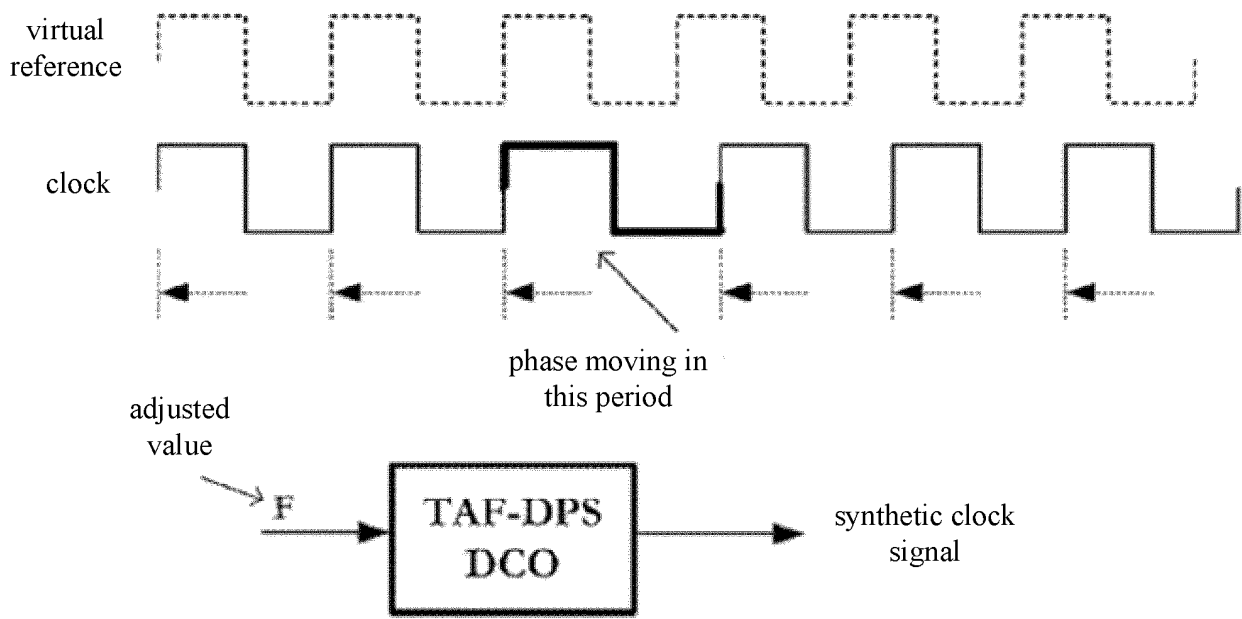 virtual
reference
clock
phase moving in
this period
adjusted
value
F
TAF-DPS
DCO
synthetic clock
signal